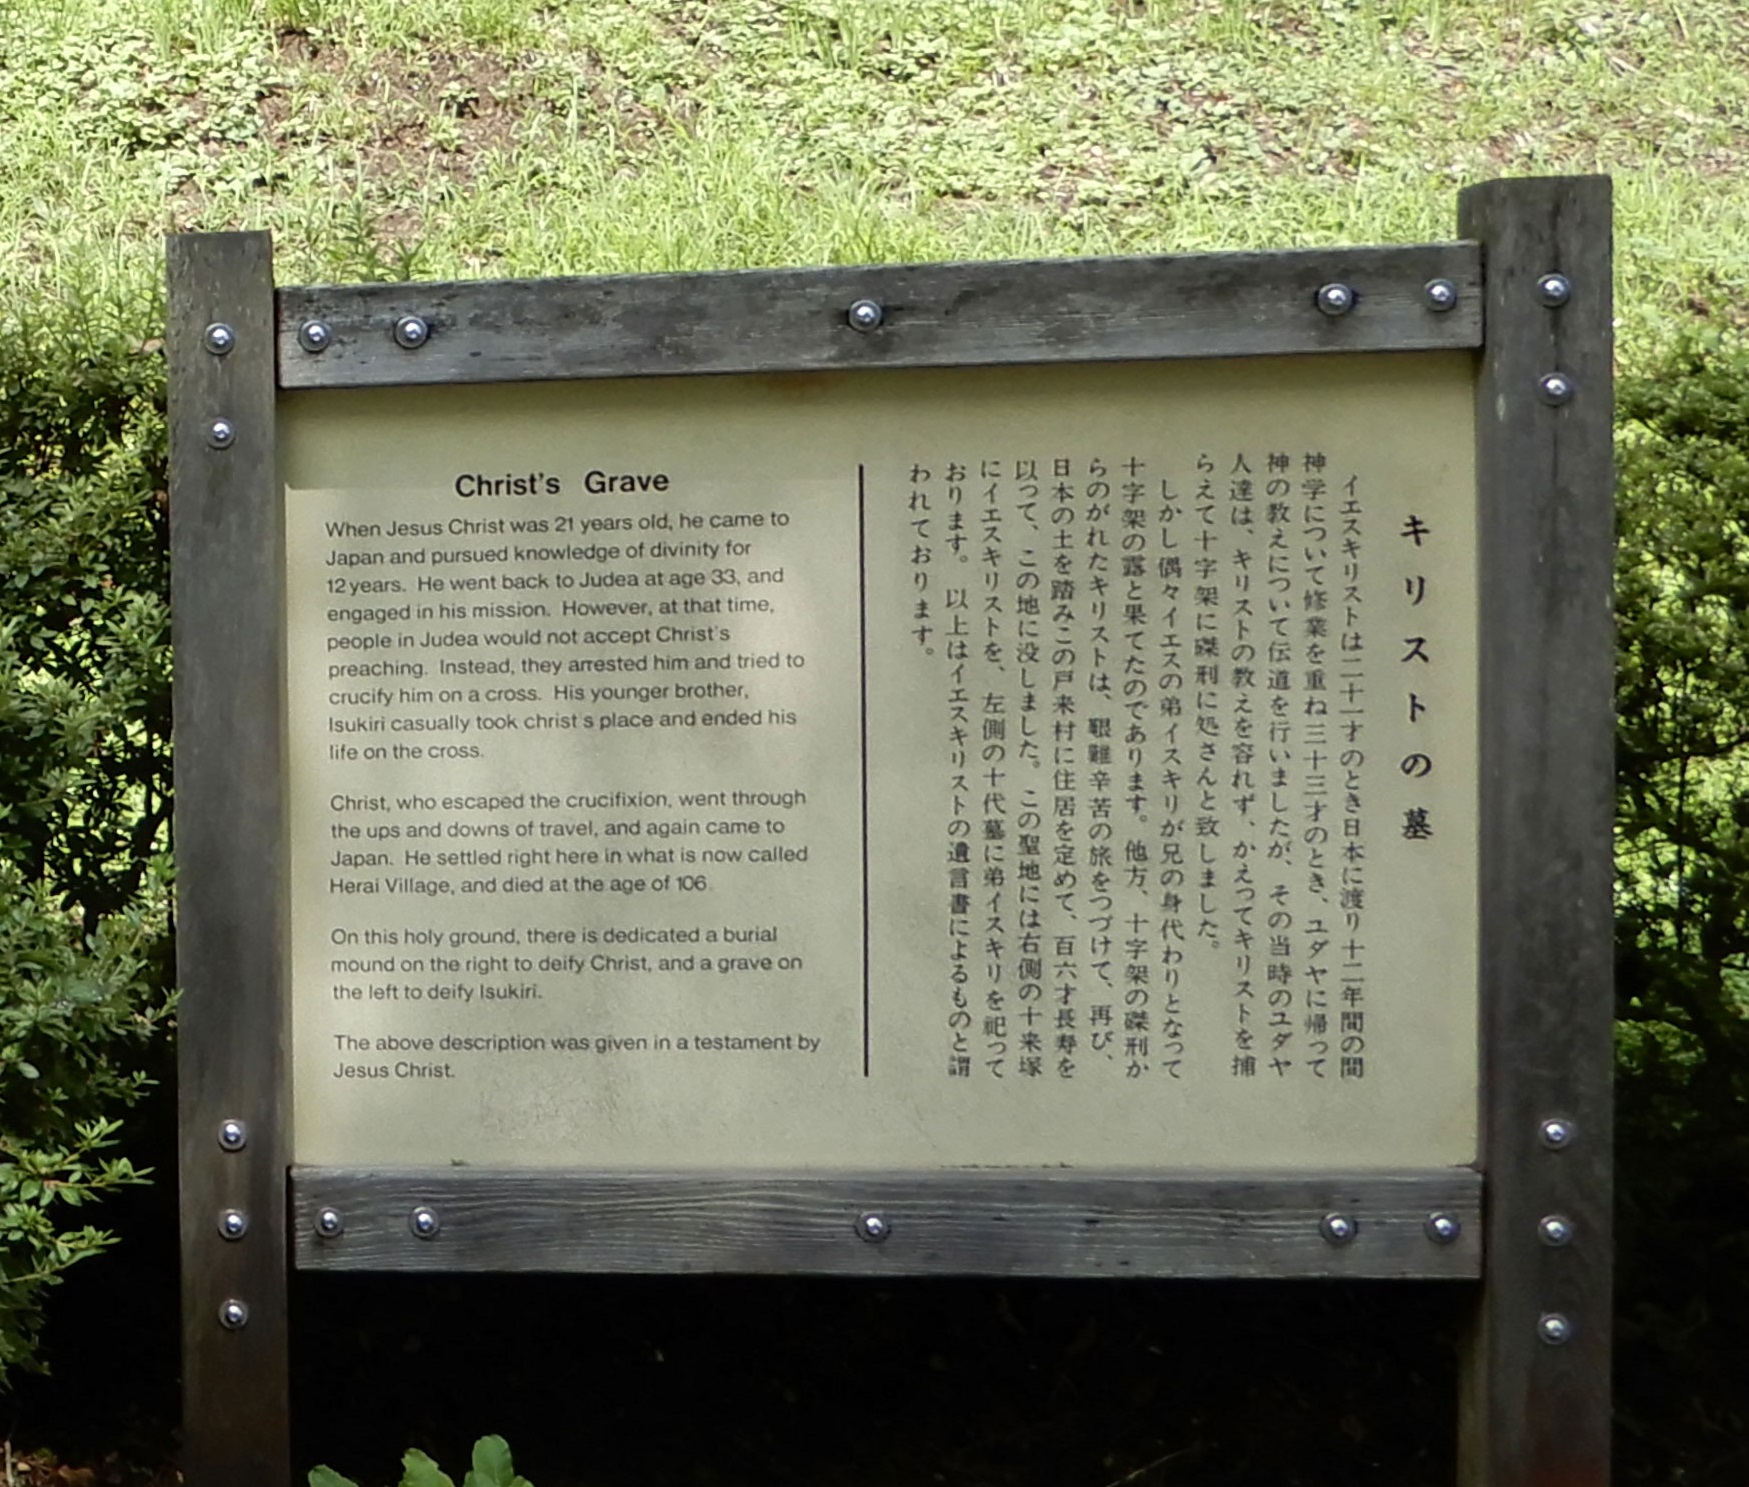 Christ's Grave
When Jesus Christ was 21 years old, he came to
Japan and pursued knowledge of divinity for
12 years. He went back to Judea at age 33, and
engaged in his mission. However, at that time,
people in Judea would not accept Christ's
preaching. Instead, they arrested him and tried to
crucify him on a cross. His younger brother,
Isukiri casually took christ's place and ended his
life on the cross.
Christ, who escaped the crucifixion, went through
the ups and downs of travel, and again came to
Japan. He settled right here in what is now called
Herai Village, and died at the age of 106.
On this holy ground, there is dedicated a burial
mound on the right to deify Christ, and a grave on
the left to deify Isukiri.
The above description was given in a testament by
Jesus Christ.
キリストの墓
イエスキリストは二十一才のとき日本に渡り十二年間の間
神学について修業を重ね三十三才のとき、ユダヤに帰って
神の教えについて伝道を行いましたが、その当時のユダヤ
人達は、キリストの教えを容れず、かえってキリストを捕
らえて十字架に磔刑に処さんと致しました。
しかし偶々イエスの弟イスキリが兄の身代わりとなって
十字架の露と果てたのであります。他方、十字架の磔刑か
らのがれたキリストは、艱難辛苦の旅をつづけて、再び、
日本の土を踏みこの戸来村に住居を定めて、百六才長寿を
以って、この地に没しました。この聖地には右側の十来塚
にイエスキリストを、左側の十代墓に弟イスキリを祀って
おります。以上はイエスキリストの遺言書によるものと謂
われております。